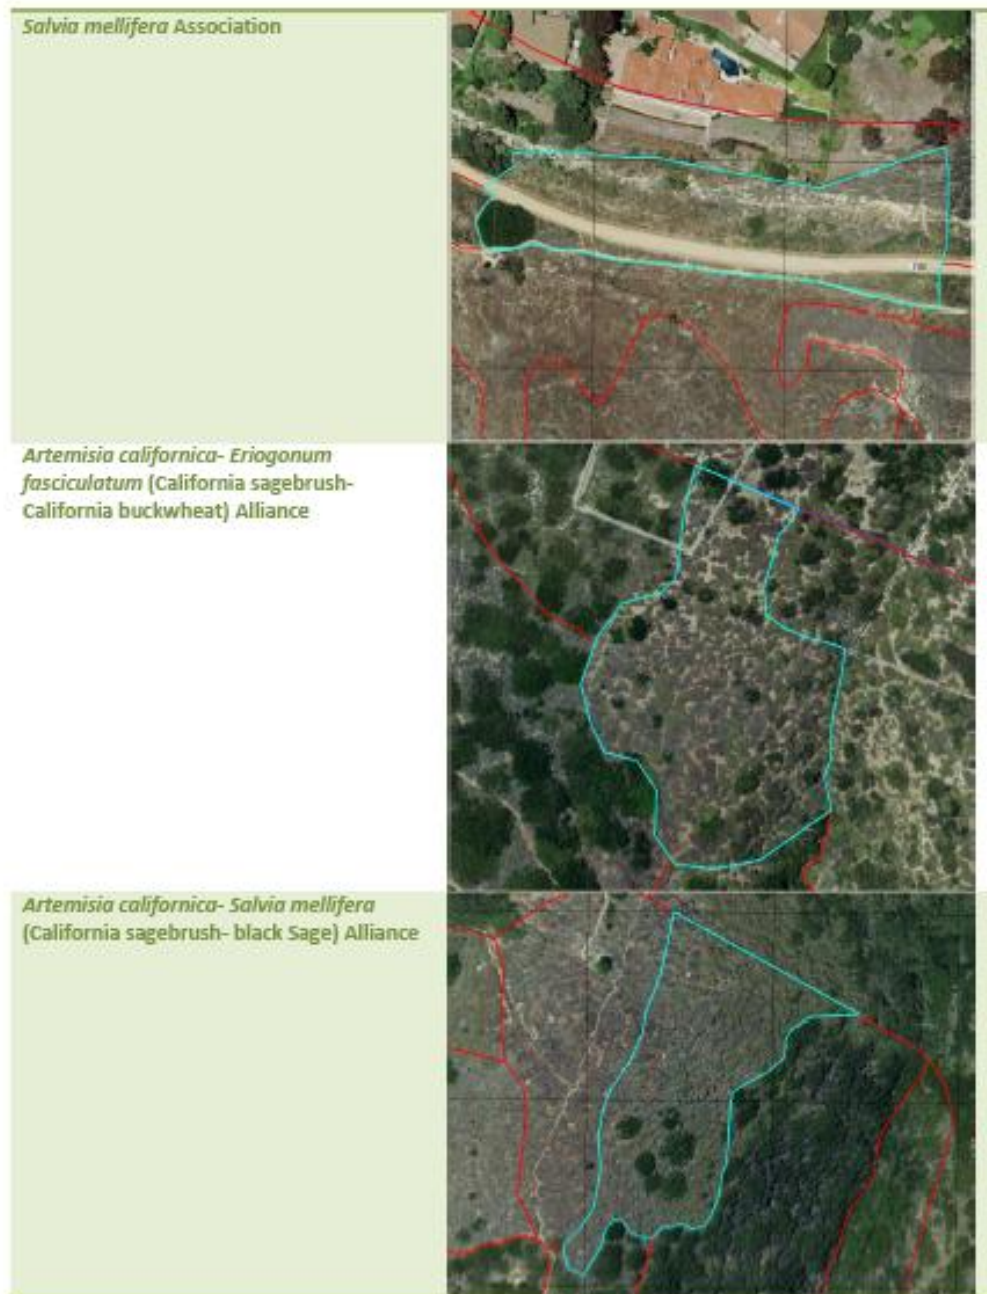 Salvia mellifera Association
Artemisia californica- Eriogonum
fasciculatum (California sagebrush-
California buckwheat) Alliance
Artemisia californica- Salvia mellifera
(California sagebrush- black Sage) Alliance